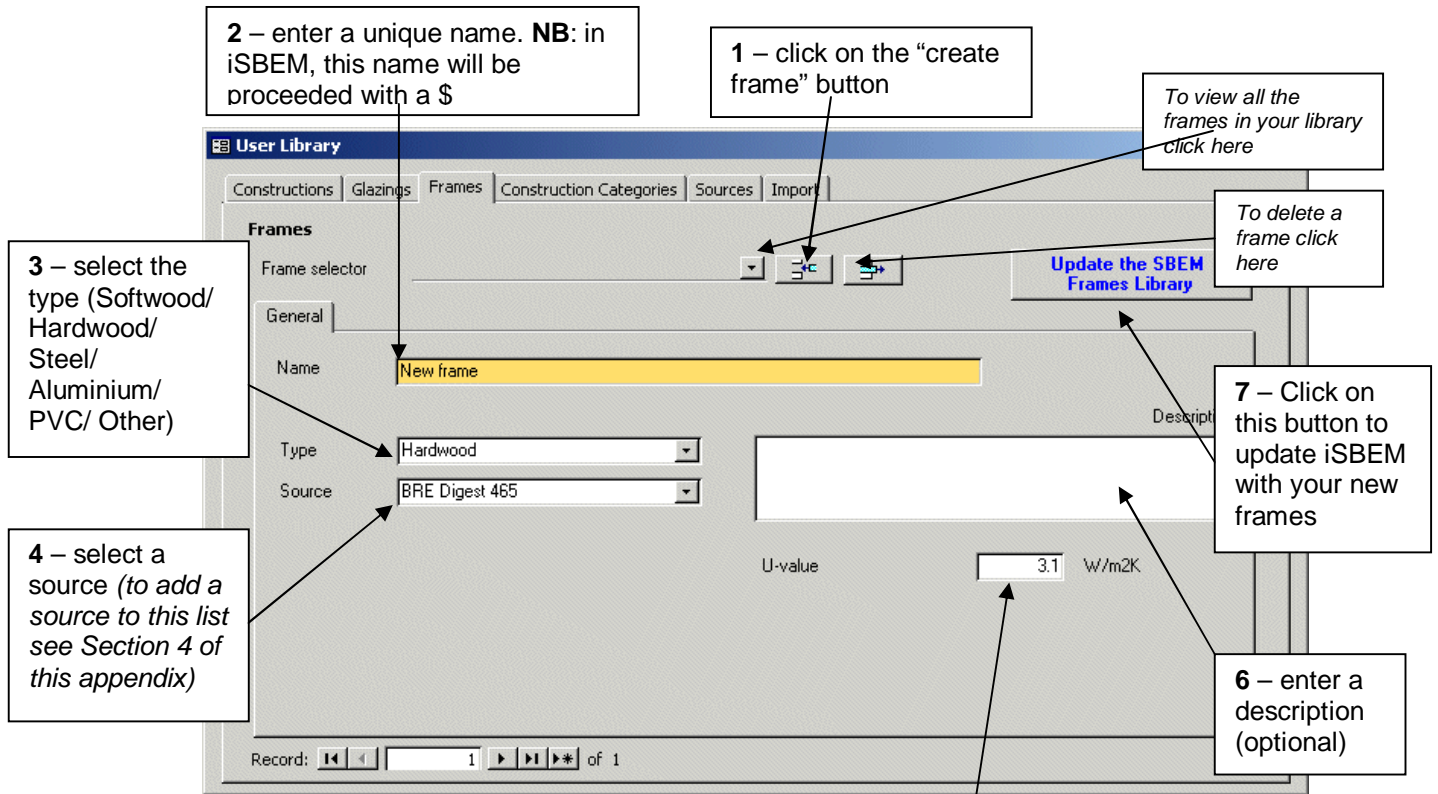 2 – enter a unique name. NB: in
iSBEM, this name will be
proceeded with a $
1 – click on the “create
frame” button
To view all the
frames in your library
click here
User Library
Constructions Glazings Frames Construction Categories Sources Import
Frames
To delete a
frame click
here
3 – select the
type (Softwood/
Hardwood/
Steel/
Aluminium/
PVC/ Other)
Frame selector
Update the SBEM
Frames Library
General
Name New frame
7 – Click on
this button to
update iSBEM
with your new
frames
Type Hardwood
Source BRE Digest 465
4 – select a
source (to add a
source to this list
see Section 4 of
this appendix)
U-value 3.1 W/m2K
6 – enter a
description
(optional)
Record: 1 of 1